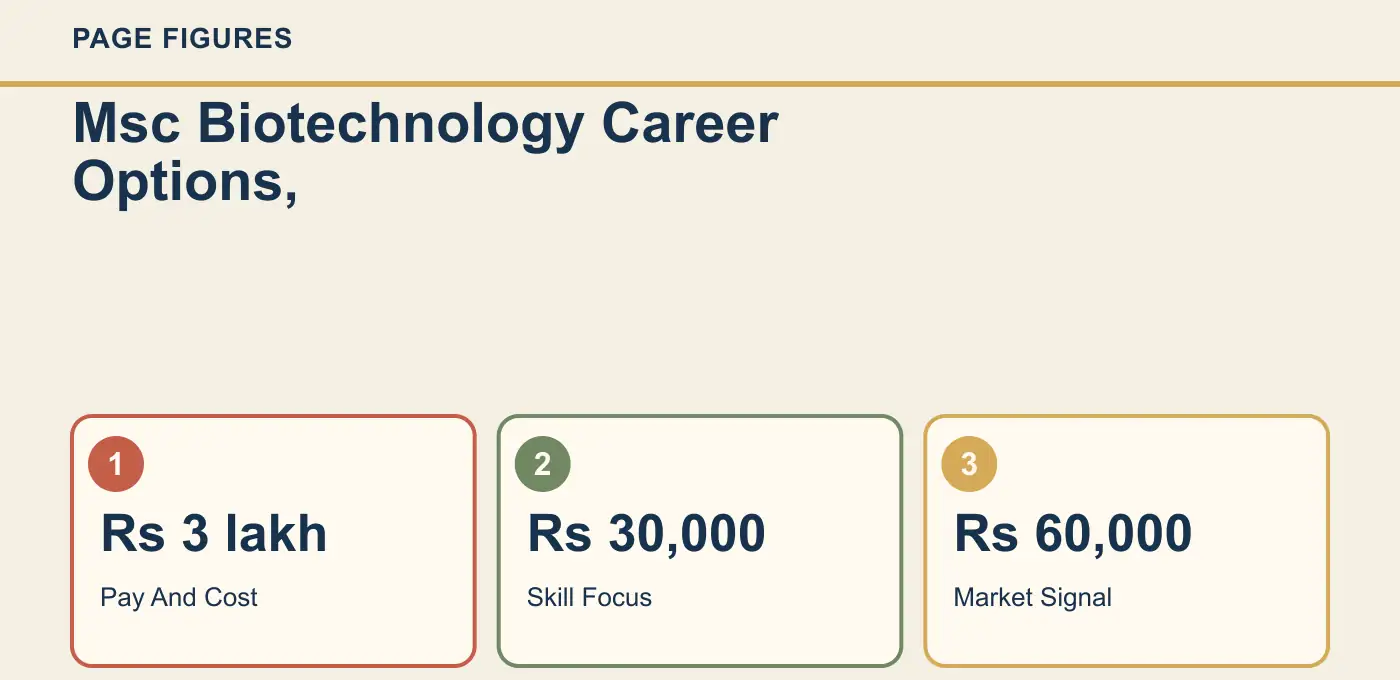 PAGE FIGURES
Msc Biotechnology Career
Options,
1
Rs 3 lakh
Pay And Cost
2
Rs 30,000
Skill Focus
3
Rs 60,000
Market Signal